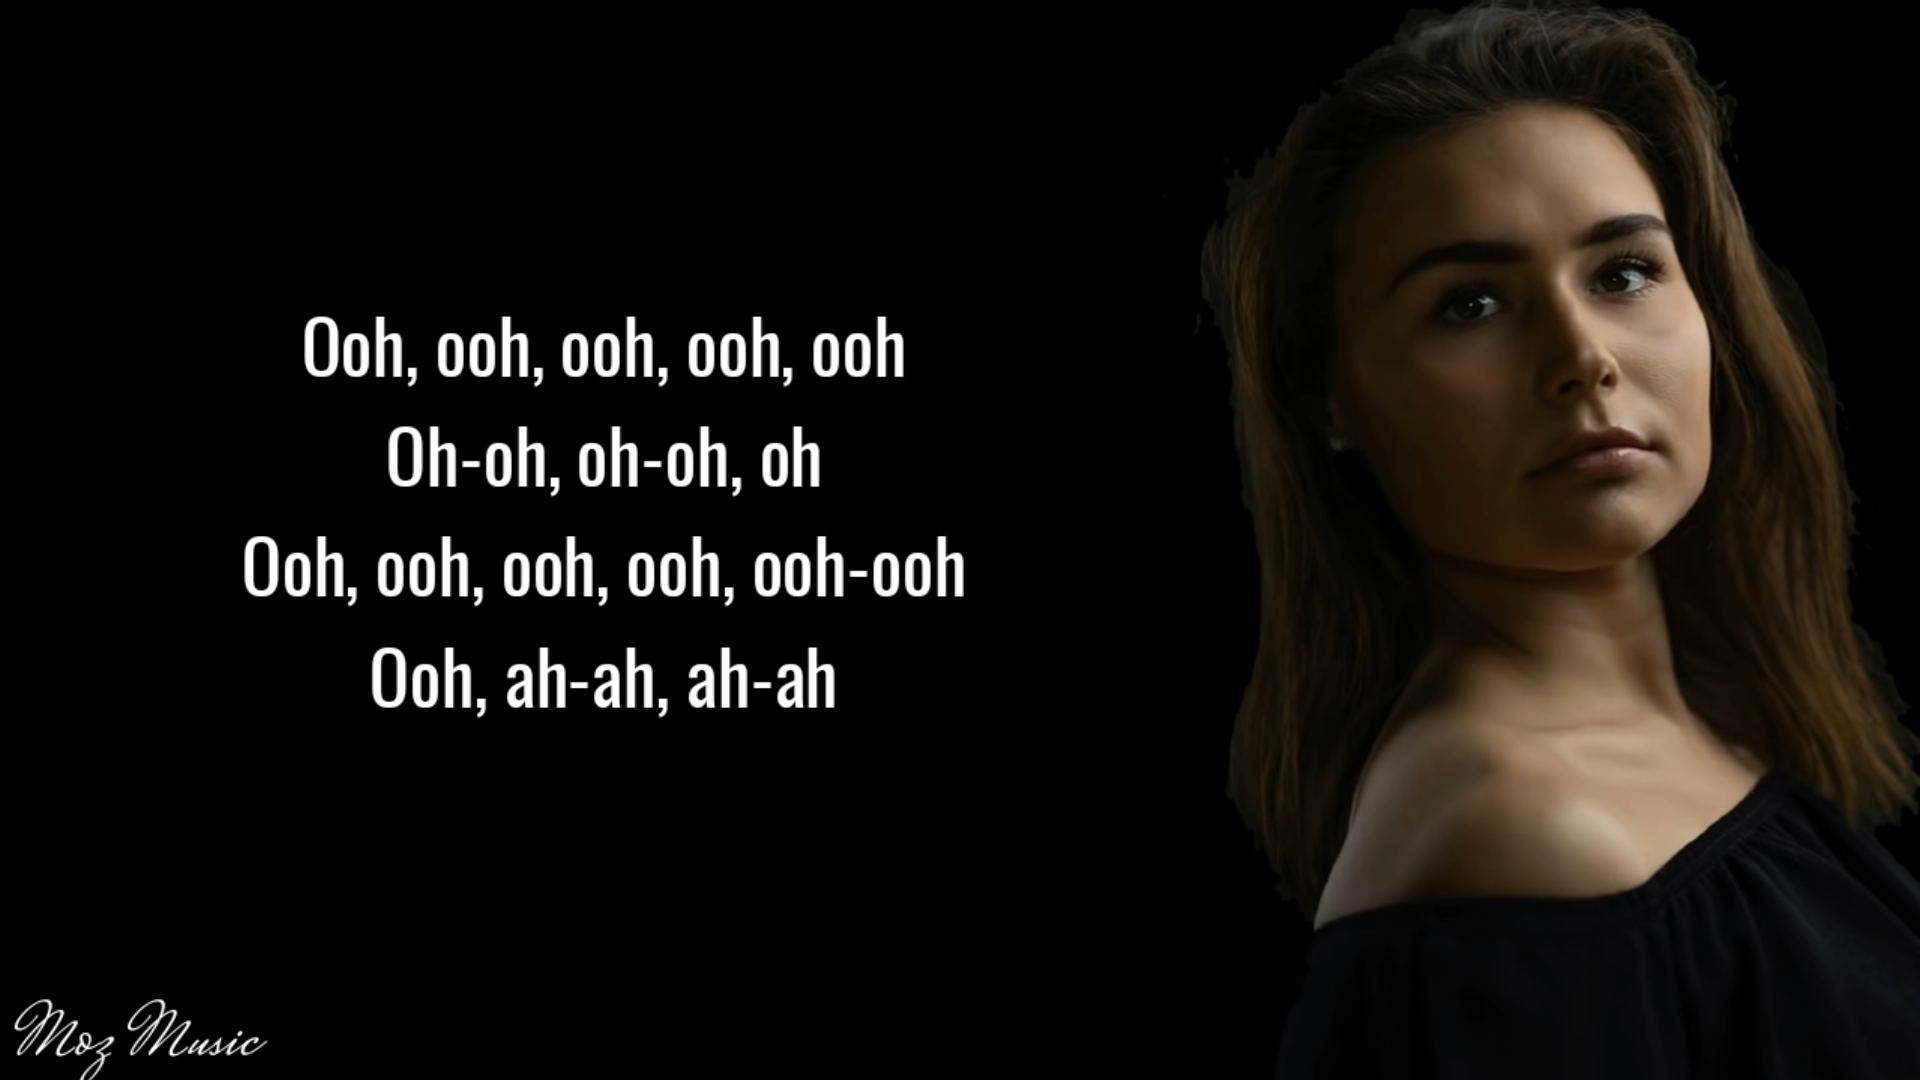 Ooh, ooh, ooh, ooh, ooh
Oh-oh, oh-oh, oh
Ooh, ooh, ooh, ooh, ooh-ooh
Ooh, ah-ah, ah-ah
Moz Music